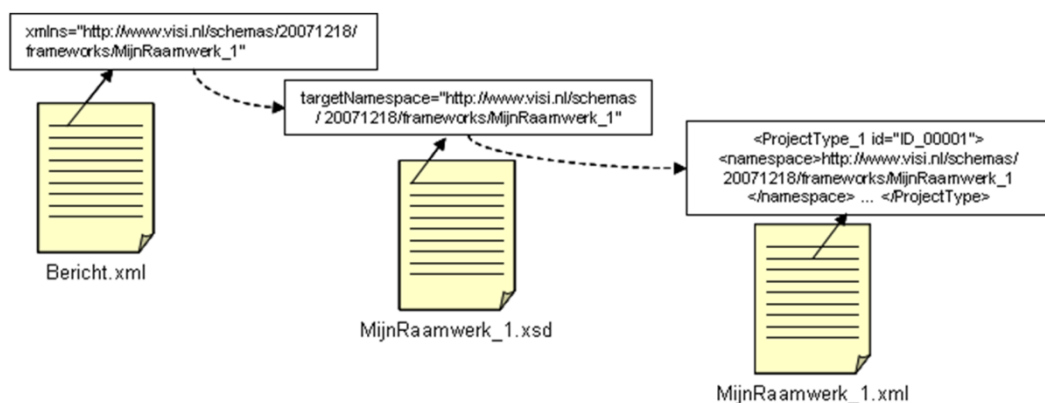 xmlns="http://www.visi.nl/schemas/20071218/
frameworks/MijnRaamwerk_1"
targetNamespace="http://www.visi.nl/schemas
/ 20071218/frameworks/MijnRaamwerk_1"
<ProjectType_1 id="ID_00001">
<namespace>http://www.visi.nl/schemas/
20071218/frameworks/MijnRaamwerk_1
</namespace> ... </ProjectType>
Bericht.xml
MijnRaamwerk_1.xsd
MijnRaamwerk_1.xml